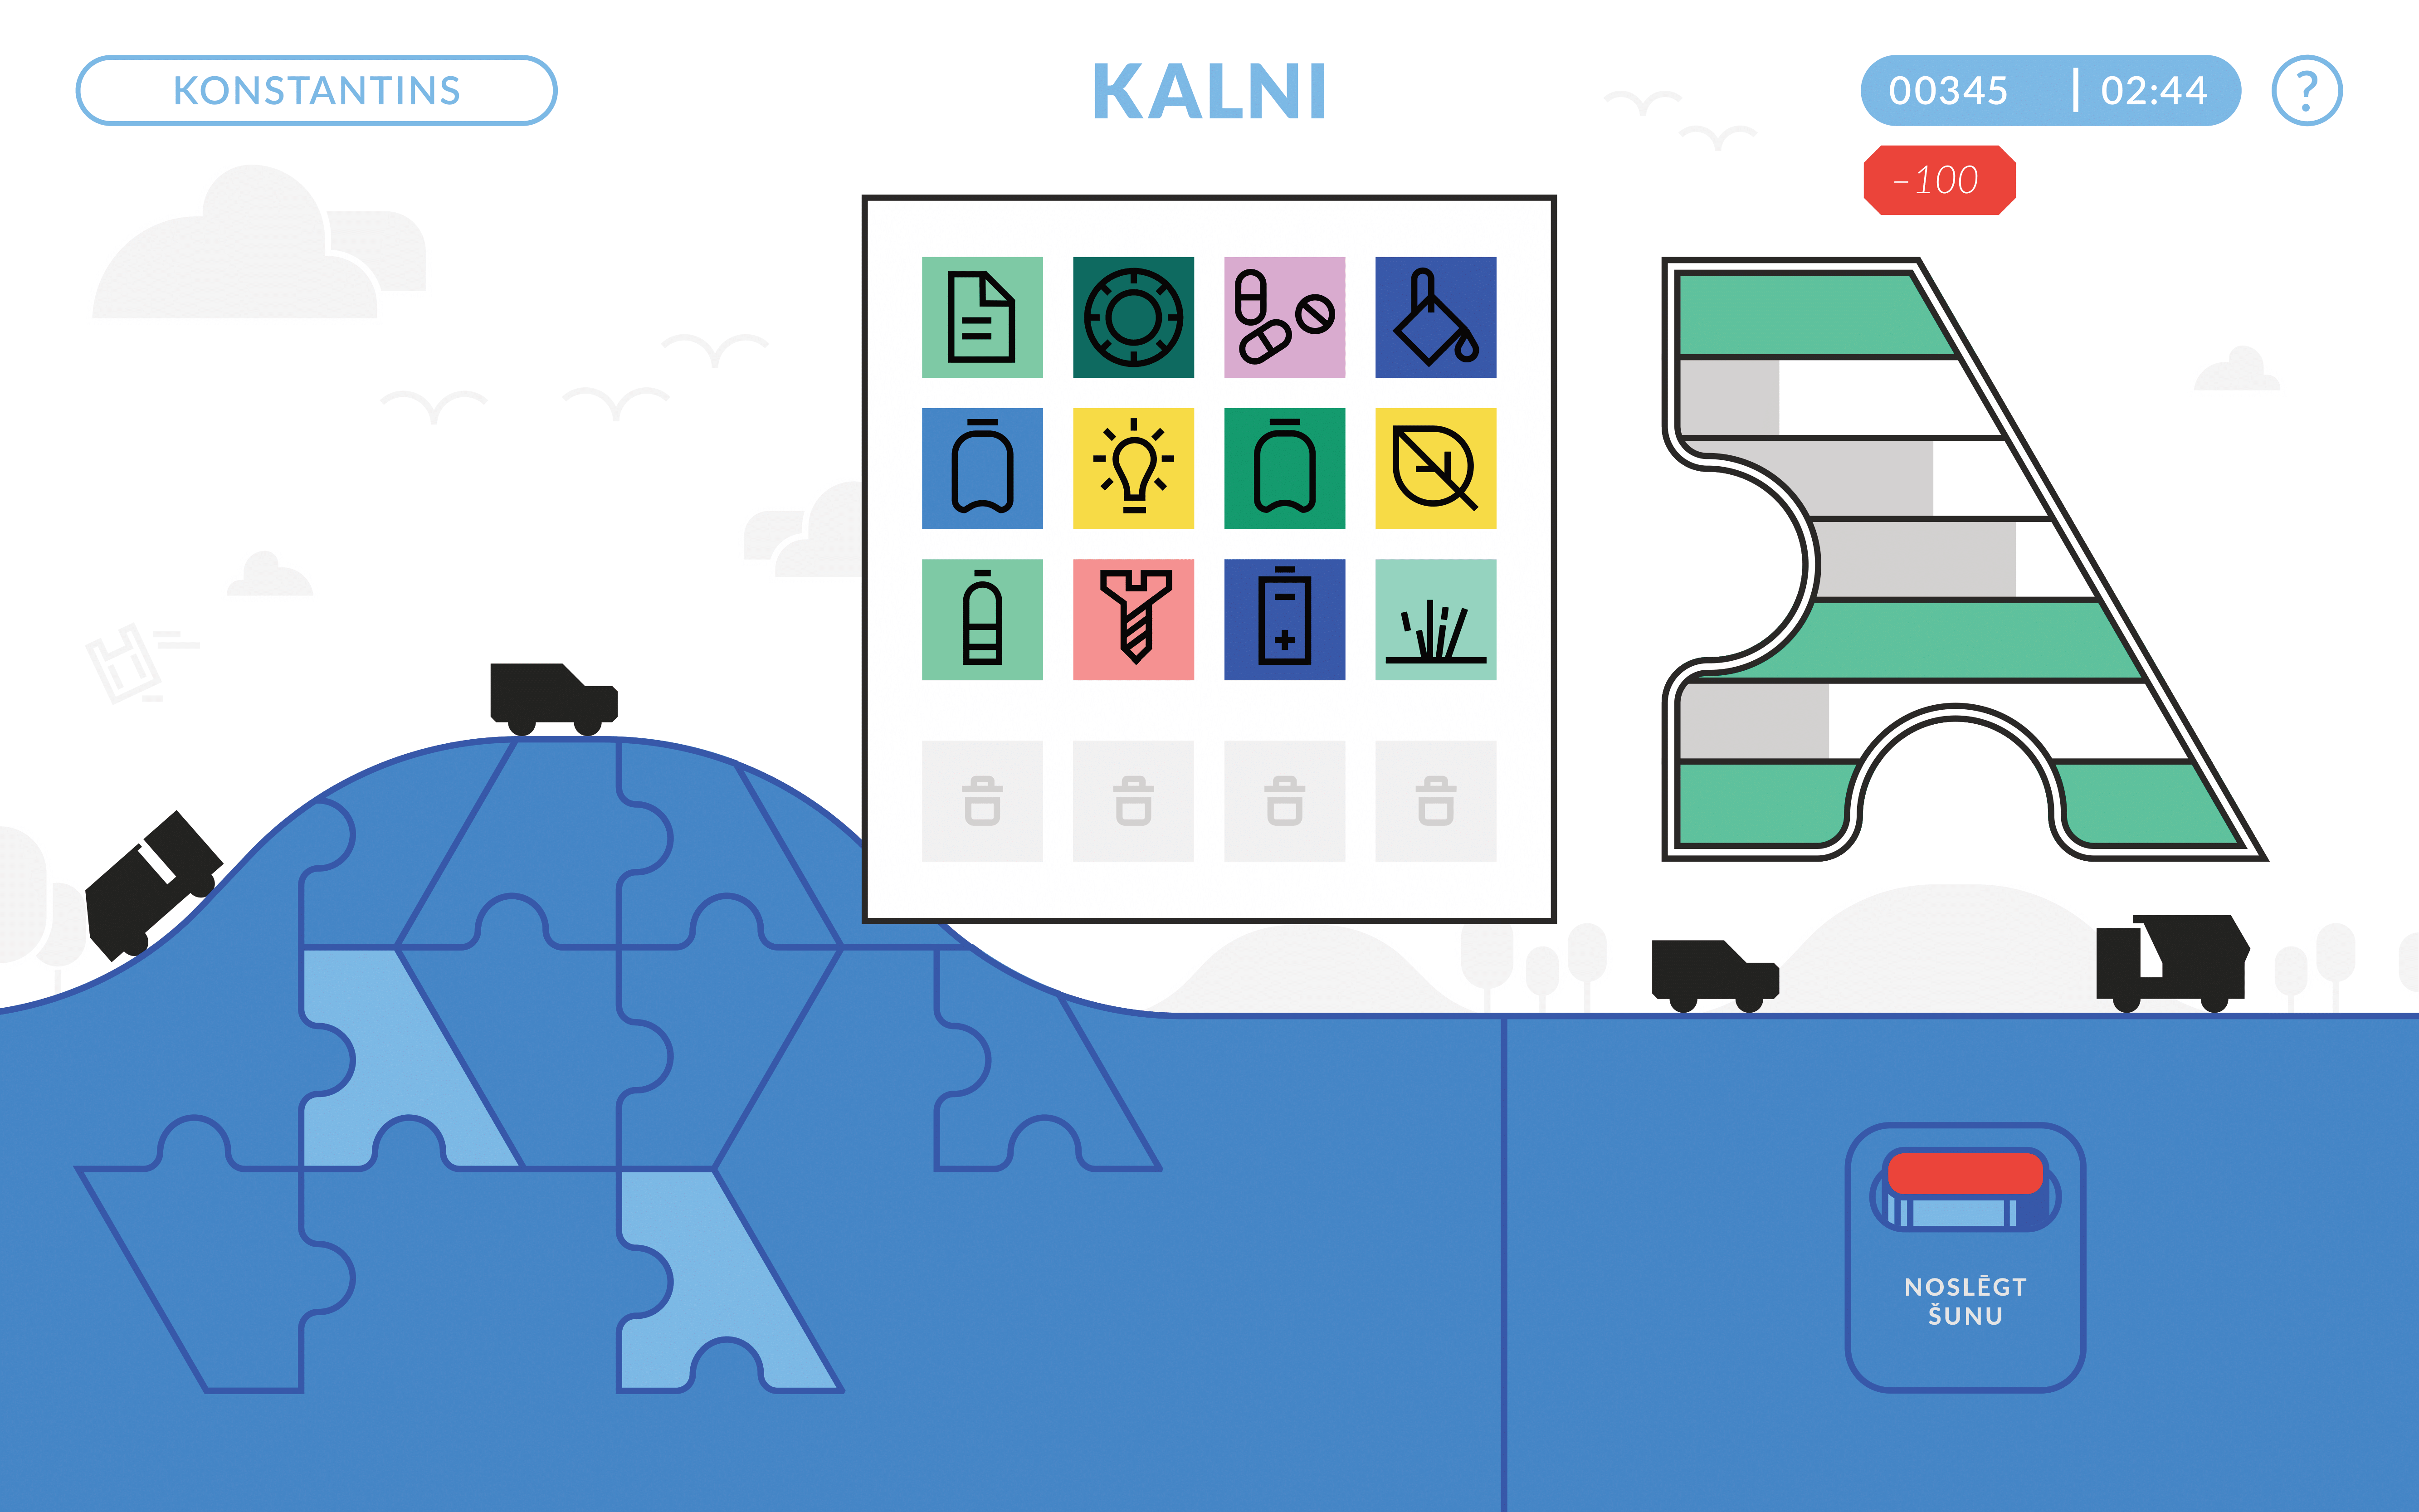 KONSTANTINS
KALNI
00345 | 02:44
?
–100
NOSLĒGT
ŠUNU